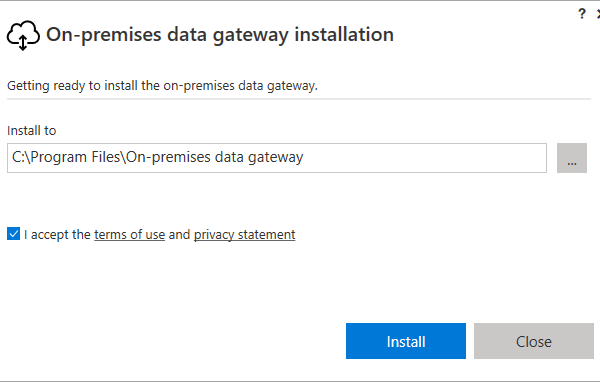 ?
On-premises data gateway installation
Getting ready to install the on-premises data gateway.
Install to
C:\Program Files\On-premises data gateway
...
I accept the terms of use and privacy statement
Install Close